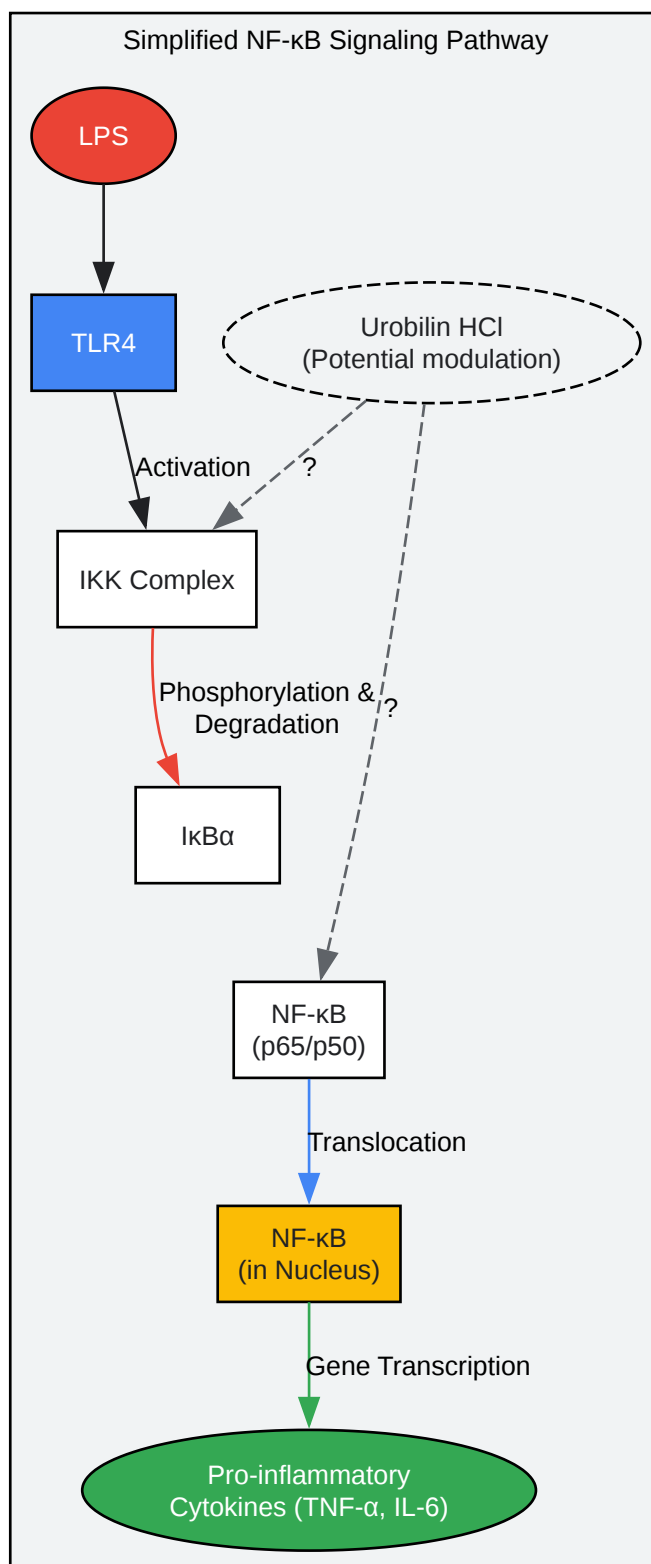 Simplified NF-κB Signaling Pathway
LPS
TLR4
Urobilin HCl
(Potential modulation)
Activation
?
IKK Complex
Phosphorylation &
Degradation
?
IκBα
NF-κB
(p65/p50)
Translocation
NF-κB
(in Nucleus)
Gene Transcription
Pro-inflammatory
Cytokines (TNF-α, IL-6)